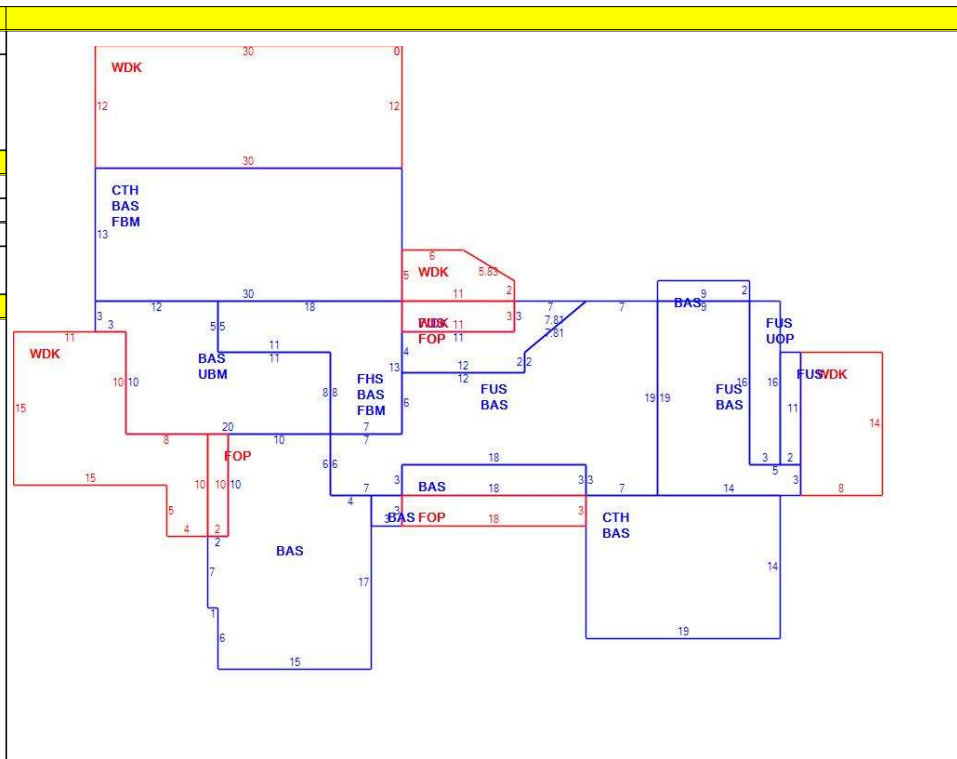 30 0
WDK
12 12
30
CTH
BAS
FBM
13
6
5 WDK 5.83
2
12 30 18 11 7 7 9 2
BAS
9
3 3 5 5 3 3 7.81
7.81
FUS
UOP
11 11
11
FOP
WDK
BAS
UBM
11
11
4
13
2 2
12
12
FHS
BAS
FBM
FUS
BAS
FUS
BAS
16 16
FUS WDK
15 10 10 8 8 6 19 19 11 14
20 7
8 10 7
FOP
15 6 6 18 3 2
5
10 10 10 3 BAS 3 3
7 18 7 14 3 8
4
5
4 2
2
BAS FOP
3 3 18 3
CTH
BAS
BAS
7 17 14
1
6
19
15